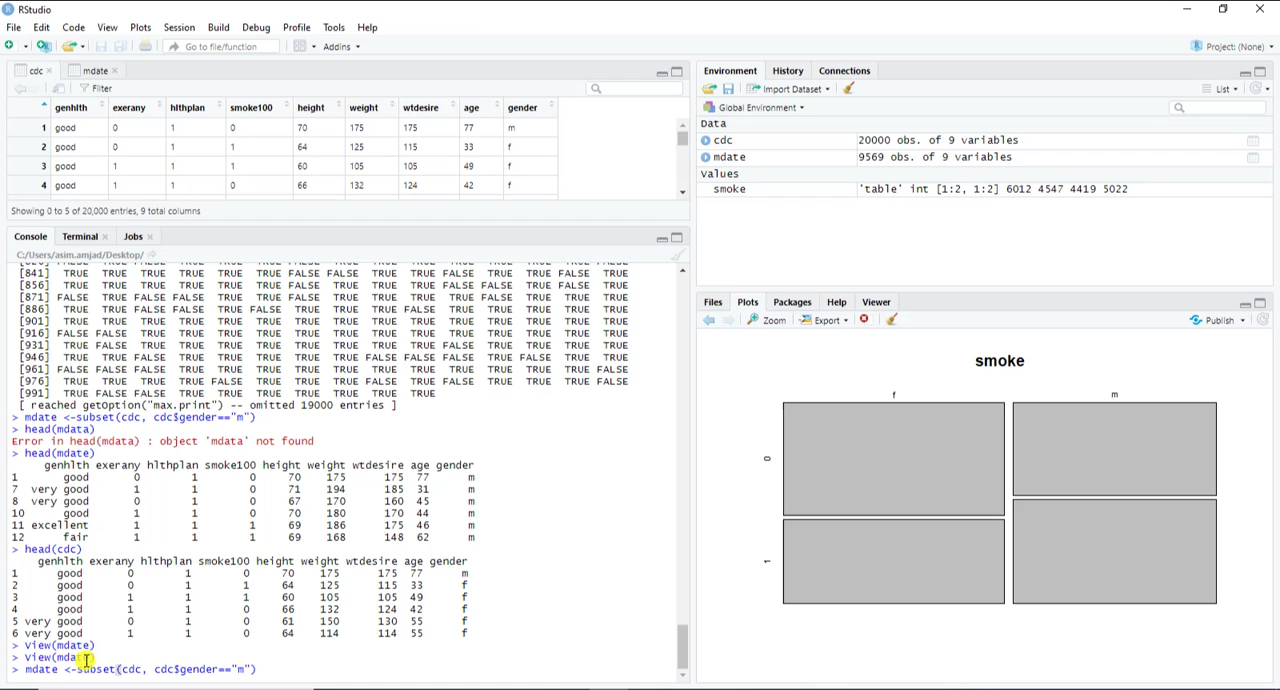 RStudio
File Edit Code View Plots Session Build Debug Profile Tools Help
Go to file/function Addins Project: (None)
cdc mdate
Filter
genhlth exerany hlthplan smoke100 height weight wtdesire age gender
1 good 0 1 0 70 175 175 77 m
2 good 0 1 1 64 125 115 33 f
3 good 1 1 1 60 105 105 49 f
4 good 1 1 0 66 132 124 42 f
Showing 0 to 5 of 20,000 entries, 9 total columns
Console Terminal Jobs
C:/Users/asim.amjad/Desktop/
[841] TRUE TRUE TRUE TRUE TRUE TRUE FALSE FALSE TRUE TRUE FALSE TRUE TRUE FALSE TRUE
[856] TRUE TRUE TRUE TRUE TRUE TRUE TRUE TRUE TRUE FALSE TRUE FALSE FALSE TRUE TRUE
[871] FALSE TRUE FALSE FALSE TRUE TRUE TRUE TRUE TRUE TRUE TRUE FALSE TRUE TRUE TRUE
[886] TRUE TRUE TRUE TRUE TRUE TRUE FALSE TRUE TRUE TRUE FALSE TRUE TRUE TRUE TRUE
[901] TRUE TRUE TRUE TRUE TRUE TRUE TRUE TRUE TRUE TRUE TRUE TRUE TRUE TRUE TRUE
[916] FALSE FALSE TRUE TRUE TRUE TRUE TRUE TRUE TRUE TRUE FALSE TRUE TRUE TRUE FALSE
[931] TRUE TRUE FALSE TRUE TRUE TRUE TRUE TRUE TRUE TRUE FALSE TRUE TRUE TRUE TRUE
[946] TRUE TRUE FALSE TRUE TRUE TRUE TRUE TRUE FALSE FALSE FALSE TRUE FALSE TRUE TRUE
[961] FALSE FALSE TRUE FALSE FALSE TRUE TRUE TRUE TRUE TRUE TRUE TRUE TRUE TRUE FALSE
[976] TRUE TRUE TRUE TRUE FALSE TRUE TRUE TRUE FALSE TRUE FALSE TRUE TRUE TRUE FALSE
[991] TRUE FALSE FALSE TRUE TRUE TRUE TRUE TRUE TRUE TRUE
[ reached getOption("max.print") -- omitted 19000 entries ]
> mdate <-subset(cdc, cdc$gender=="m")
> head(mdata)
Error in head(mdata) : object 'mdata' not found
> head(mdate)
genhlth exerany hlthplan smoke100 height weight wtdesire age gender
1 good 0 1 0 70 175 175 77 m
7 very good 1 1 0 71 194 185 31 m
8 very good 0 1 0 67 170 160 45 m
10 good 1 1 0 70 180 170 44 m
11 excellent 1 1 1 69 186 175 46 m
12 fair 1 1 1 69 168 148 62 m
> head(cdc)
genhlth exerany hlthplan smoke100 height weight wtdesire age gender
1 good 0 1 0 70 175 175 77 m
2 good 0 1 1 64 125 115 33 f
3 good 1 1 1 60 105 105 49 f
4 good 1 1 0 66 132 124 42 f
5 very good 0 1 0 61 150 130 55 f
6 very good 1 1 0 64 114 114 55 f
> View(mdate)
> View(mdate)
> mdate <-subset(cdc, cdc$gender=="m")
Environment History Connections
Import Dataset List
Global Environment
Data
cdc 20000 obs. of 9 variables
mdate 9569 obs. of 9 variables
Values
smoke 'table' int [1:2, 1:2] 6012 4547 4419 5022
Files Plots Packages Help Viewer
Zoom Export Publish
smoke
f m
0
1